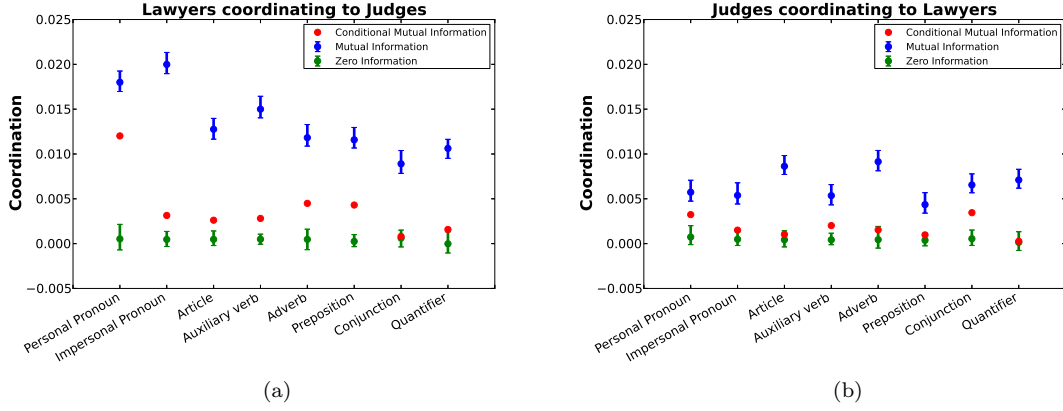 Lawyers coordinating to Judges
Coordination
0.025
0.020
0.015
0.010
0.005
0.000
−0.005
Conditional Mutual Information
Mutual Information
Zero Information
Personal Pronoun
Impersonal Pronoun
Article
Auxiliary verb
Adverb
Preposition
Conjunction
Quantifier
(a)
Judges coordinating to Lawyers
Coordination
0.025
0.020
0.015
0.010
0.005
0.000
−0.005
Conditional Mutual Information
Mutual Information
Zero Information
Personal Pronoun
Impersonal Pronoun
Article
Auxiliary verb
Adverb
Preposition
Conjunction
Quantifier
(b)